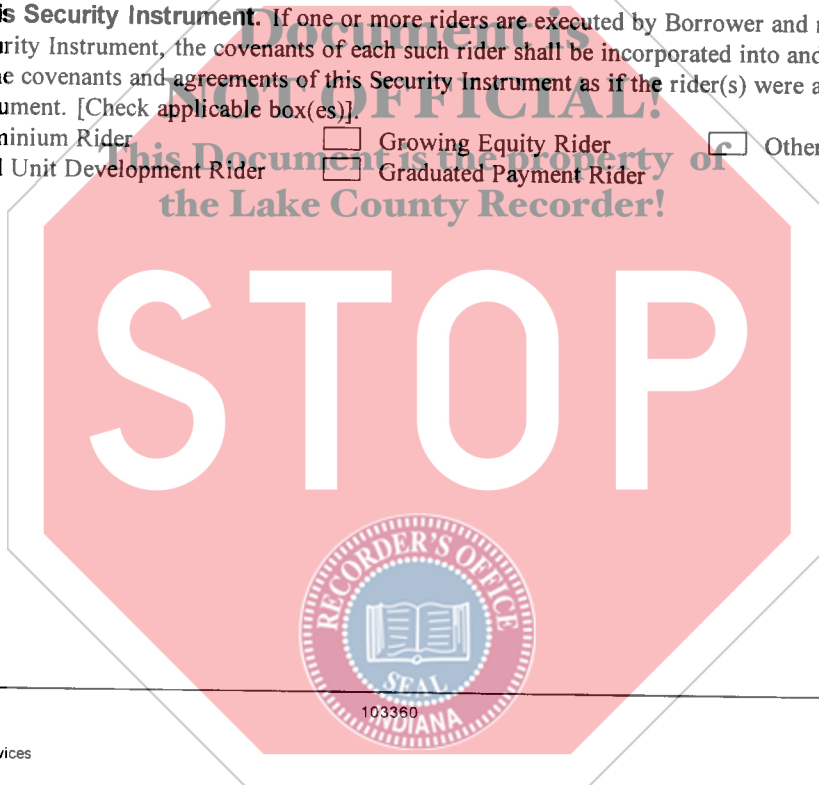 is Security Instrument. If one or more riders are executed by Borrower and
Document is
rity Instrument, the covenants of each such rider shall be incorporated into and
e covenants and agreements of this Security Instrument as if the rider(s) were a
NOT OFFICIAL!
ument. [Check applicable box(es)].
minium Rider Growing Equity Rider Other
This Document is the property of
Unit Development Rider Graduated Payment Rider
the Lake County Recorder!
STOP
RECORDER'S OFFICE
SEAL
INDIANA
103360
vices